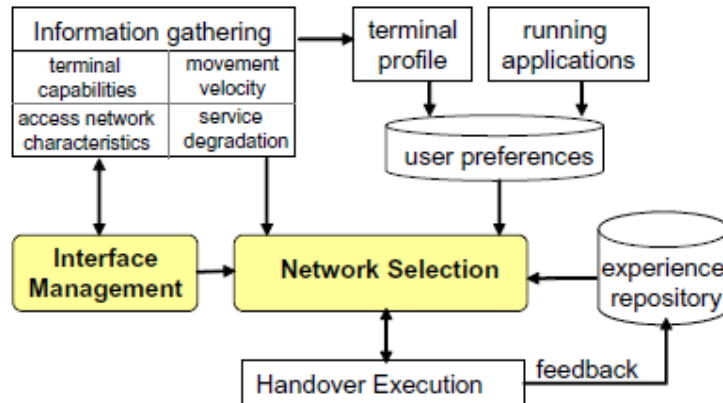 Information gathering
terminal
capabilities
movement
velocity
access network
characteristics
service
degradation
terminal
profile
running
applications
user preferences
Interface
Management
Network Selection
experience
repository
Handover Execution
feedback